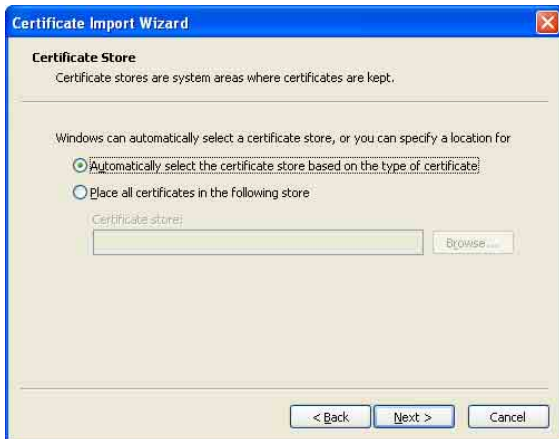 Certificate Import Wizard
Certificate Store
Certificate stores are system areas where certificates are kept.
Windows can automatically select a certificate store, or you can specify a location for
Automatically select the certificate store based on the type of certificate
Place all certificates in the following store
Certificate store:
Browse...
< Back
Next >
Cancel